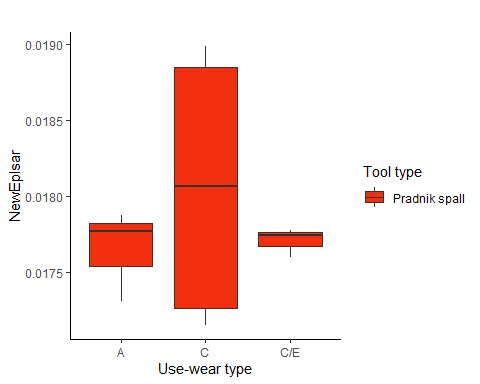 0.0190
0.0185
0.0180
0.0175
NewEplsar
A
C
C/E
Use-wear type
Tool type
Pradnik spall